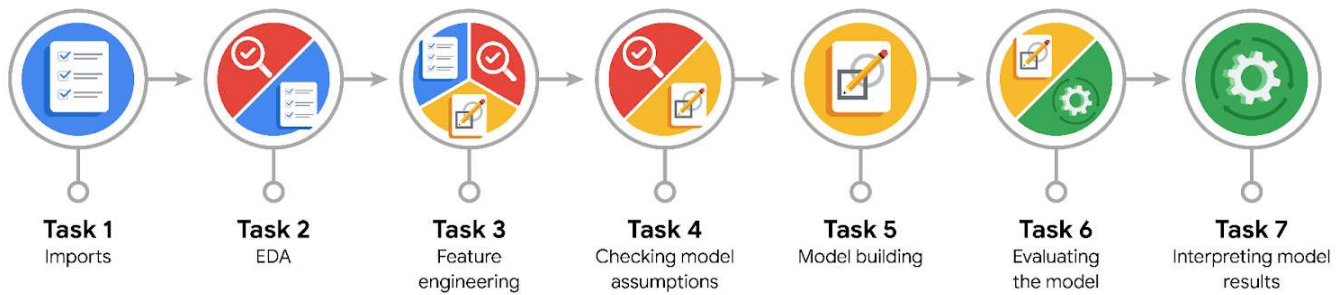 Task 1
Imports
Task 2
EDA
Task 3
Feature
engineering
Task 4
Checking model
assumptions
Task 5
Model building
Task 6
Evaluating
the model
Task 7
Interpreting model
results